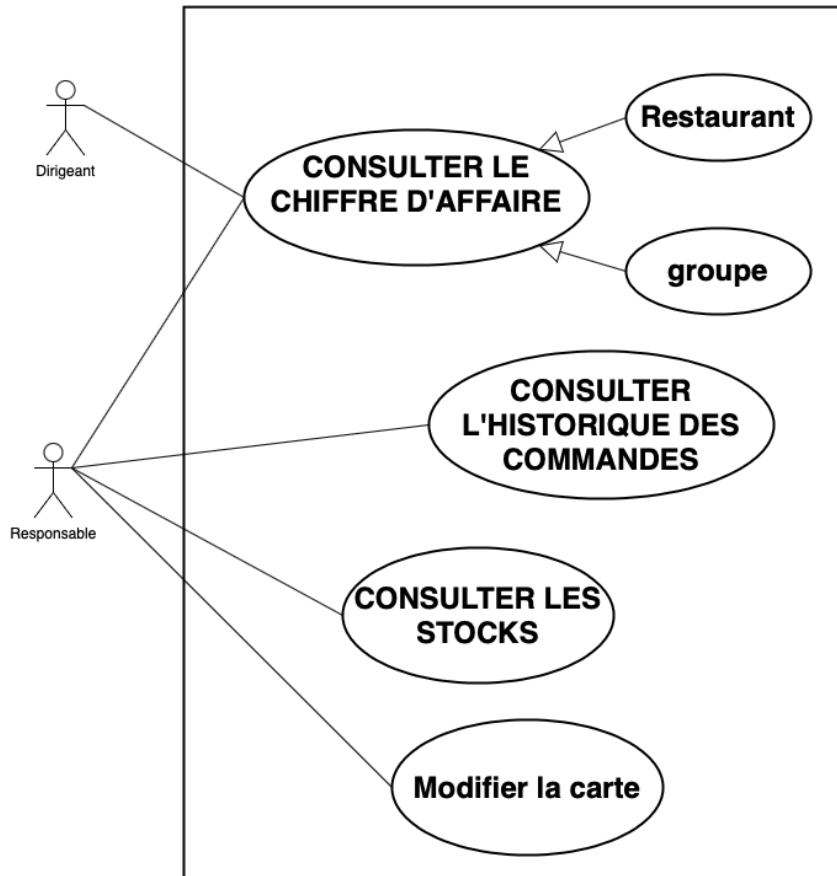 Restaurant
Dirigeant
CONSULTER LE
CHIFFRE D'AFFAIRE
groupe
CONSULTER
L'HISTORIQUE DES
COMMANDES
Responsable
CONSULTER LES
STOCKS
Modifier la carte